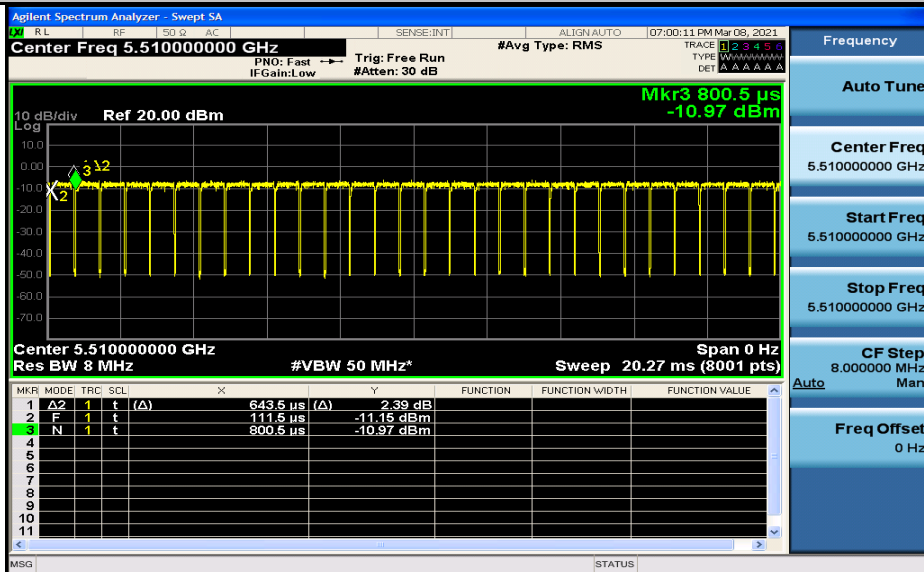 Agilent Spectrum Analyzer - Swept SA
LXI RL RF 50 Ω AC SENSE:INT ALIGN AUTO 07:00:11 PM Mar 08, 2021
Center Freq 5.510000000 GHz
#Avg Type: RMS
TRACE 1 2 3 4 5 6
PNO: Fast Trig: Free Run
TYPE WWWWWW
IFGain:Low #Atten: 30 dB
DET A A A A A A
Mkr3 800.5 µs
-10.97 dBm
10 dB/div Ref 20.00 dBm
Log
10.0
0.00
-10.0
-20.0
-30.0
-40.0
-50.0
-60.0
-70.0
3 1Δ2
2
Center 5.510000000 GHz Span 0 Hz
Res BW 8 MHz #VBW 50 MHz* Sweep 20.27 ms (8001 pts)
MKR MODE TRC SCL X Y FUNCTION FUNCTION WIDTH FUNCTION VALUE
1 Δ2 1 t (Δ) 643.5 µs (Δ) 2.39 dB
2 F 1 t 111.5 µs -11.15 dBm
3 N 1 t 800.5 µs -10.97 dBm
4
5
6
7
8
9
10
11
MSG STATUS
Frequency
Auto Tune
Center Freq
5.510000000 GHz
Start Freq
5.510000000 GHz
Stop Freq
5.510000000 GHz
CF Step
8.000000 MHz
Auto Man
Freq Offset
0 Hz